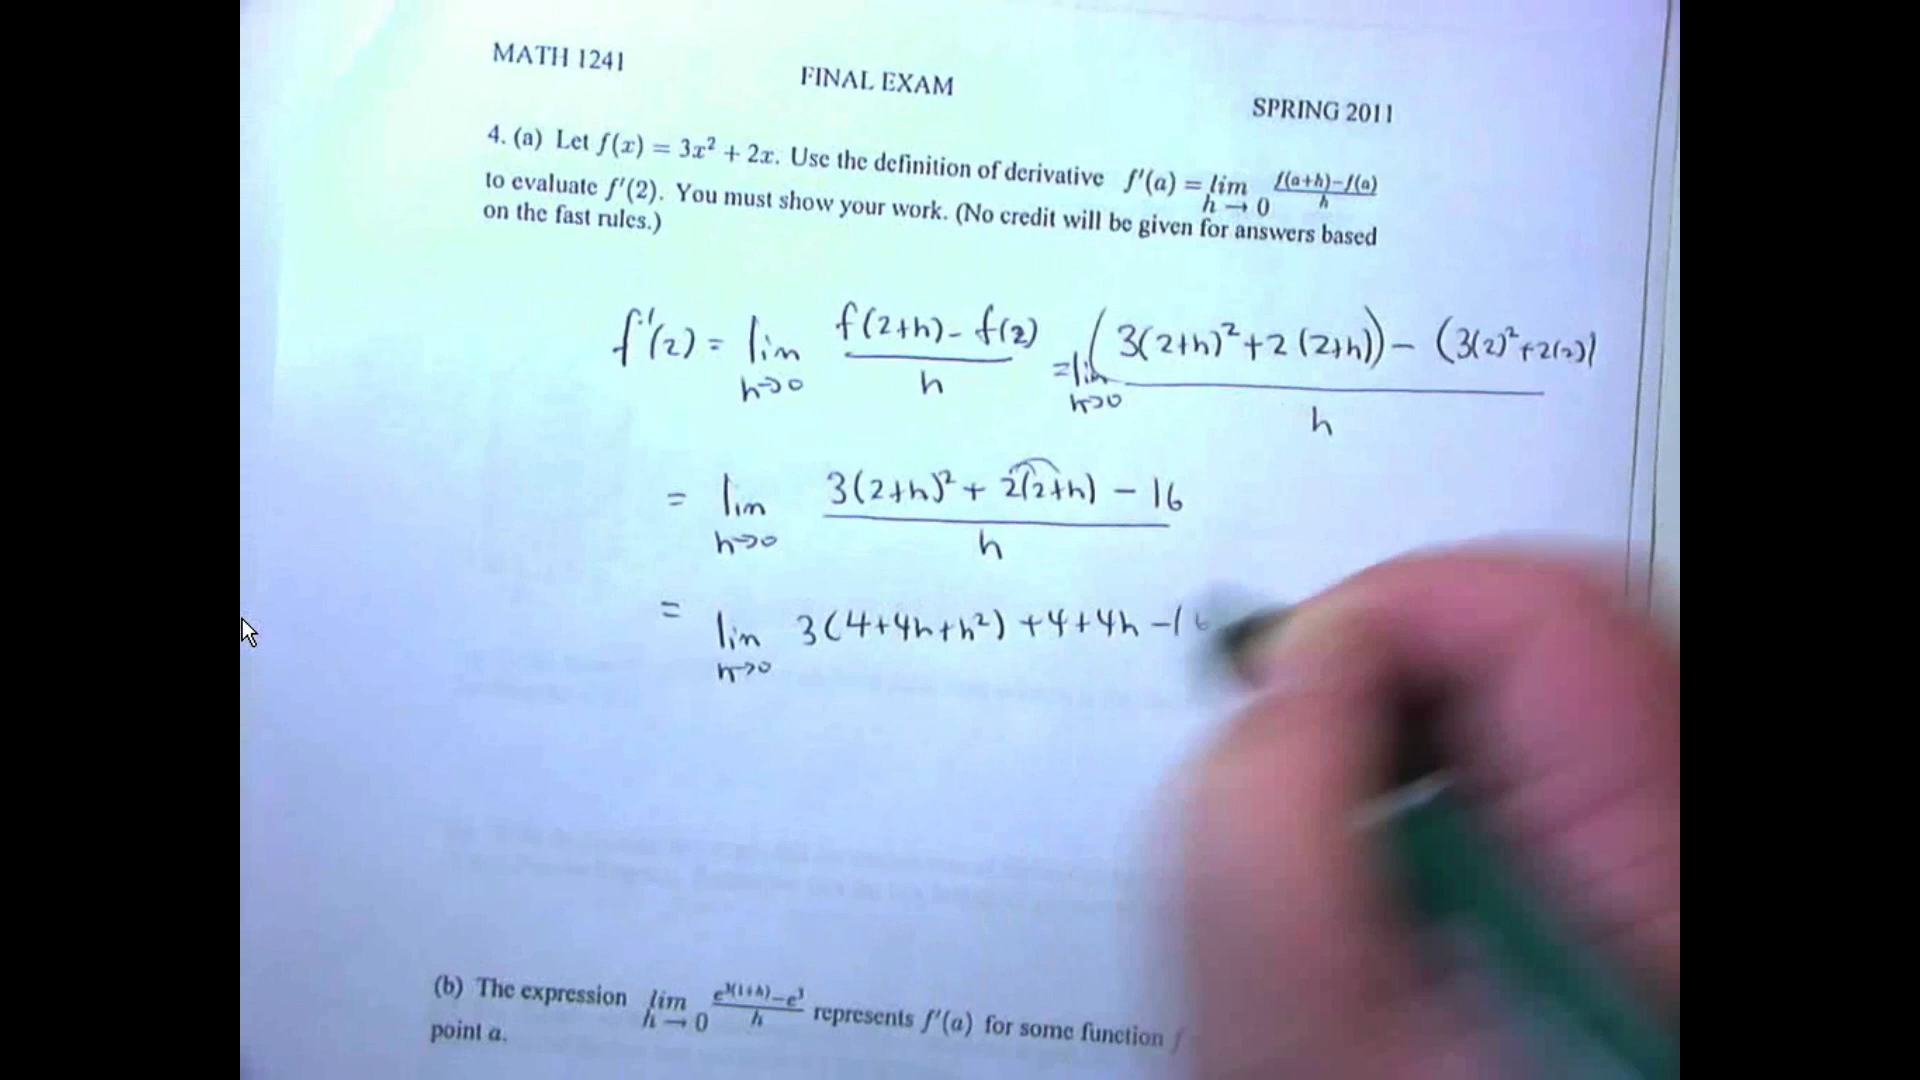 MATH 1241
FINAL EXAM
SPRING 2011
4. (a) Let f(x) = 3x² + 2x. Use the definition of derivative f'(a) = lim h → 0 f(a+h)−f(a) / h
to evaluate f'(2). You must show your work. (No credit will be given for answers based
on the fast rules.)
f'(2) = lim h→0 f(2+h) - f(2) / h = lim h→0 (3(2+h)² + 2(2+h)) - (3(2)² + 2(2)) / h
= lim h→0 3(2+h)² + 2(2+h) - 16 / h
= lim h→0 3(4+4h+h²) + 4 + 4h - 16
(b) The expression lim h → 0 e³⁽¹⁺ʰ⁾−e³ / h represents f'(a) for some function f
point a.